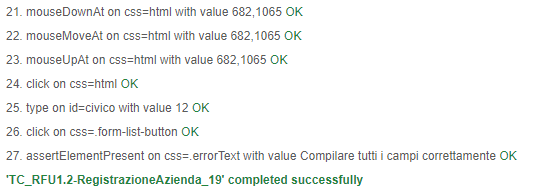 21. mouseDownAt on css=html with value 682,1065 OK
22. mouseMoveAt on css=html with value 682,1065 OK
23. mouseUpAt on css=html with value 682,1065 OK
24. click on css=html OK
25. type on id=civico with value 12 OK
26. click on css=.form-list-button OK
27. assertElementPresent on css=.errorText with value Compilare tutti i campi correttamente OK
'TC_RFU1.2-RegistrazioneAzienda_19' completed successfully